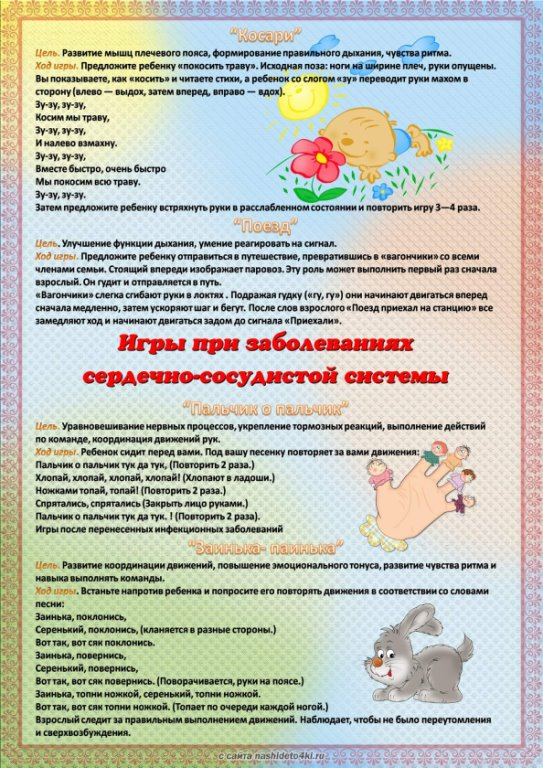 "Косари"
Цель. Развитие мышц плечевого пояса, формирование правильного дыхания, чувства ритма.
Ход игры. Предложите ребенку "покосить траву". Исходная поза: ноги на ширине плеч, руки опущены.
Вы показываете, как «косить» и читаете стихи, а ребенок со слогом «зу» переводит руки махом в
сторону (влево — выдох, затем вперед, вправо — вдох).
Зу-зу, зу-зу,
Косим мы траву,
Зу-зу, зу-зу,
И налево взмахну.
Зу-зу, зу-зу,
Вместе быстро, очень быстро
Мы покосим всю траву.
Зу-зу, зу-зу,
Затем предложите ребенку встряхнуть руки в расслабленном состоянии и повторить игру 3—4 раза.
"Поезд"
Цель. Улучшение функции дыхания, умение реагировать на сигнал.
Ход игры. Предложите ребенку отправиться в путешествие, превратившись в «вагончики» со всеми
членами семьи. Стоящий впереди изображает паровоз. Эту роль может выполнить первый раз сначала
взрослый. Он гудит и отправляется в путь.
«Вагончики» слегка сгибают руки в локтях . Подражая гудку («гу, гу») они начинают двигаться вперед
сначала медленно, затем ускоряют шаг и бегут. После слов взрослого «Поезд приехал на станцию» все
замедляют ход и начинают двигаться задом до сигнала «Приехали».
Игры при заболеваниях
сердечно-сосудистой системы
"Пальчик о пальчик"
Цель. Уравновешивание нервных процессов, укрепление тормозных реакций, выполнение действий
по команде, координация движений рук.
Ход игры. Ребенок сидит перед вами. Под вашу песенку повторяет за вами движения:
Пальчик о пальчик тук да тук, (Повторить 2 раза.)
Хлопай, хлопай, хлопай, хлопай! (Хлопают в ладоши.)
Ножками топай, топай! (Повторить 2 раза.)
Спрятались, спрятались (Закрыть лицо руками.)
Пальчик о пальчик тук да тук. ! (Повторить 2 раза).
Игры после перенесенных инфекционных заболеваний
"Заинька- паинька"
Цель. Развитие координации движений, повышение эмоционального тонуса, развитие чувства ритма и
навыка выполнять команды.
Ход игры. Встаньте напротив ребенка и попросите его повторять движения в соответствии со словами
песни:
Заинька, поклонись,
Серенький, поклонись, (кланяется в разные стороны.)
Вот так, вот сяк поклонись.
Заинька, повернись,
Серенький, повернись,
Вот так, вот сяк повернись. (Поворачивается, руки на поясе.)
Заинька, топни ножкой, серенький, топни ножкой.
Вот так, вот сяк топни ножкой. (Топает по очереди каждой ногой.)
Взрослый следит за правильным выполнением движений. Наблюдает, чтобы не было переутомления
и сверхвозбуждения.
с сайта nashideto4ki.ru